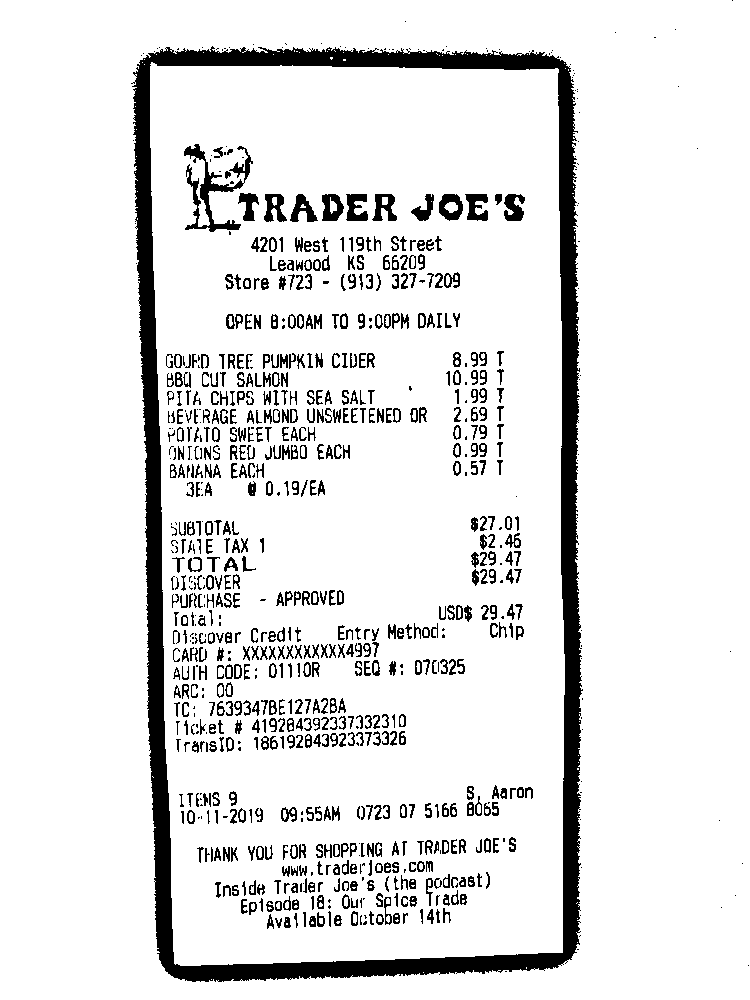 TRADER JOE'S
4201 West 119th Street
Leawood KS 66209
Store #723 - (913) 327-7209
OPEN 8:00AM TO 9:00PM DAILY
GOURD TREE PUMPKIN CIDER 8.99 T
BBQ CUT SALMON 10.99 T
PITA CHIPS WITH SEA SALT 1.99 T
BEVERAGE ALMOND UNSWEETENED OR 2.69 T
POTATO SWEET EACH 0.79 T
ONIONS RED JUMBO EACH 0.99 T
BANANA EACH 0.57 T
3EA @ 0.19/EA
SUBTOTAL $27.01
STATE TAX 1 $2.46
TOTAL $29.47
DISCOVER $29.47
PURCHASE - APPROVED
Total: USD$ 29.47
Discover Credit Entry Method: Chip
CARD #: XXXXXXXXXXXX4997
AUTH CODE: 01110R SEQ #: 070325
ARC: 00
TC: 7639347BE127A2BA
Ticket # 419284392337332310
TransID: 186192843923373326
ITEMS 9 S, Aaron
10-11-2019 09:55AM 0723 07 5166 8065
THANK YOU FOR SHOPPING AT TRADER JOE'S
www.traderjoes.com
Inside Trader Joe's (the podcast)
Episode 18: Our Spice Trade
Available October 14th